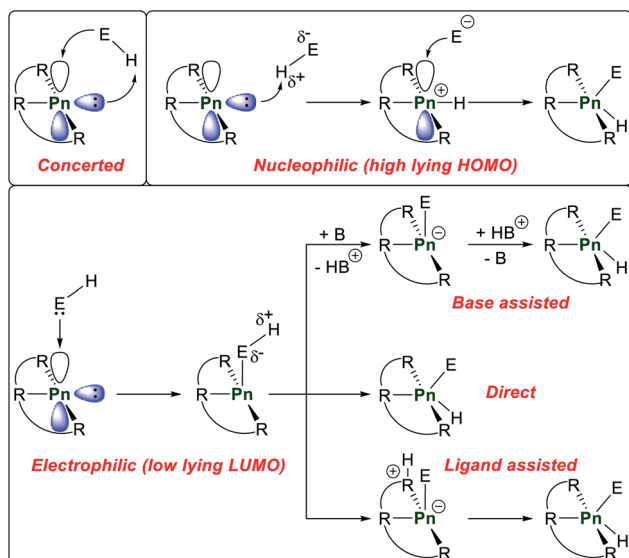 E
H
R
R
Pn
R
Concerted
δ-
E
H
δ+
R
R
Pn
R
E⊖
R
⊕
R
Pn
H
R
E
R
R
Pn
H
R
Nucleophilic (high lying HOMO)
H
E
R
R
Pn
R
δ+
H
E
δ-
R
R
Pn
R
Electrophilic (low lying LUMO)
+ B
- HB⊕
E
R
⊖
R
Pn
R
+ HB⊕
- B
E
R
R
Pn
H
R
Base assisted
E
R
R
Pn
H
R
Direct
Ligand assisted
H
⊕
R
E
R
Pn
⊖
R
E
R
R
Pn
H
R